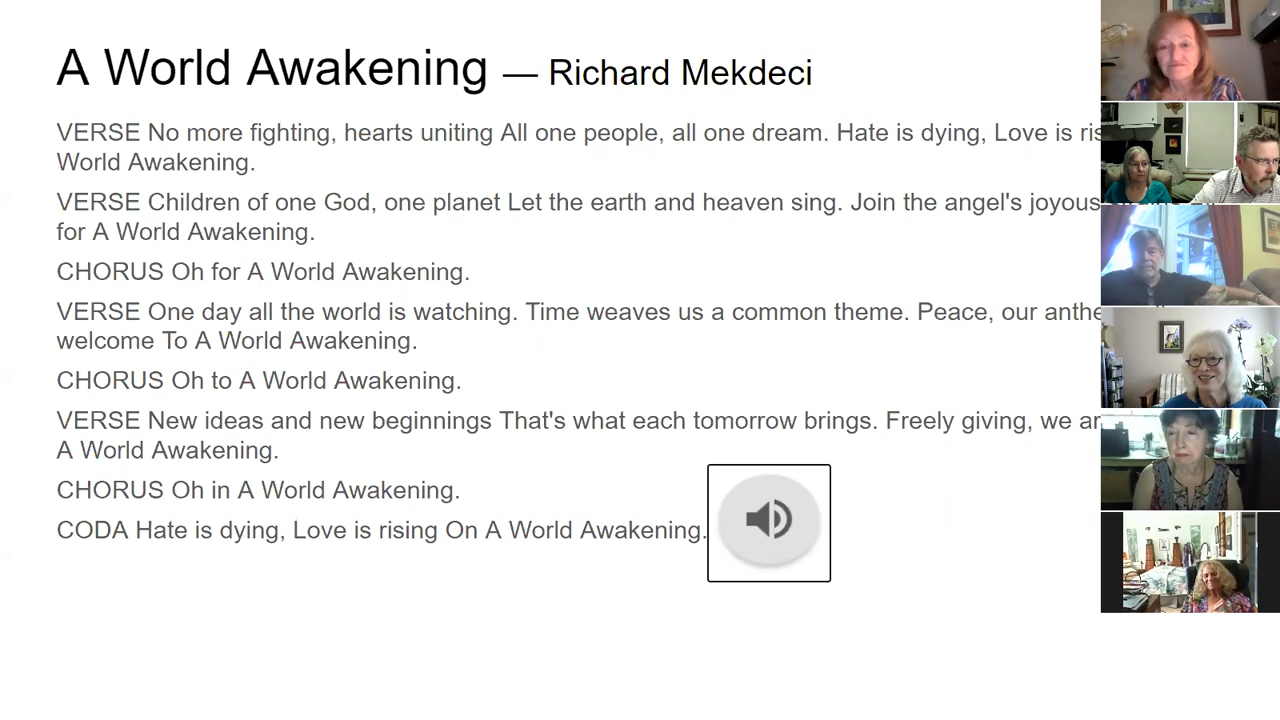 A World Awakening — Richard Mekdeci
VERSE No more fighting, hearts uniting All one people, all one dream. Hate is dying, Love is
World Awakening.
VERSE Children of one God, one planet Let the earth and heaven sing. Join the angel's joyous
for A World Awakening.
CHORUS Oh for A World Awakening.
VERSE One day all the world is watching. Time weaves us a common theme. Peace, our
welcome To A World Awakening.
CHORUS Oh to A World Awakening.
VERSE New ideas and new beginnings That's what each tomorrow brings. Freely giving, we
A World Awakening.
CHORUS Oh in A World Awakening.
CODA Hate is dying, Love is rising On A World Awakening.